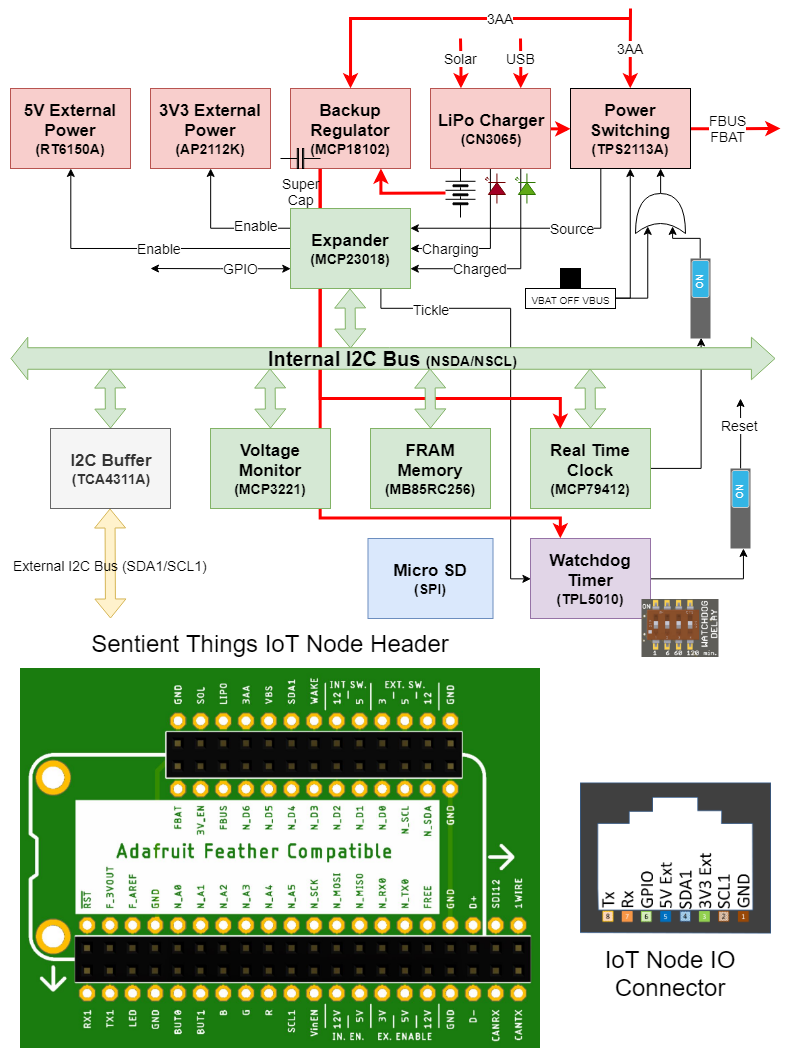 3AA
Solar
USB
3AA
5V External
Power
(RT6150A)
3V3 External
Power
(AP2112K)
Backup
Regulator
(MCP18102)
LiPo Charger
(CN3065)
Power
Switching
(TPS2113A)
FBUS
FBAT
Super
Cap
Enable
Enable
GPIO
Expander
(MCP23018)
Source
Charging
Charged
Tickle
VBAT OFF VBUS
ON
Internal I2C Bus (NSDA/NSCL)
Reset
I2C Buffer
(TCA4311A)
Voltage
Monitor
(MCP3221)
FRAM
Memory
(MB85RC256)
Real Time
Clock
(MCP79412)
ON
External I2C Bus (SDA1/SCL1)
Micro SD
(SPI)
Watchdog
Timer
(TPL5010)
ON
1 6 60 120 min.
WATCHDOG
DELAY
Sentient Things IoT Node Header
INT SW. EXT. SW.
GND SOL LIPO 3AA VBS SDA1 WAKE 12 5 3 5 12 GND
FBAT 3V_EN FBUS N_D6 N_D5 N_D4 N_D3 N_D2 N_D1 N_D0 N_SCL N_SDA GND
Adafruit Feather Compatible
RST F_3VOUT F_AREF GND N_A0 N_A1 N_A2 N_A3 N_A4 N_A5 N_SCK N_MOSI N_MISO N_RX0 N_TX0 FREE GND D+ SDI12 1WIRE
RX1 TX1 LED GND BUT0 BUT1 B G R SCL1 VinEN 12V 5V 3V 5V 12V GND D- CANRX CANTX
IN. EN. EX. ENABLE
Tx Rx GPIO 5V Ext SDA1 3V3 Ext SCL1 GND
8 7 6 5 4 3 2 1
IoT Node IO
Connector